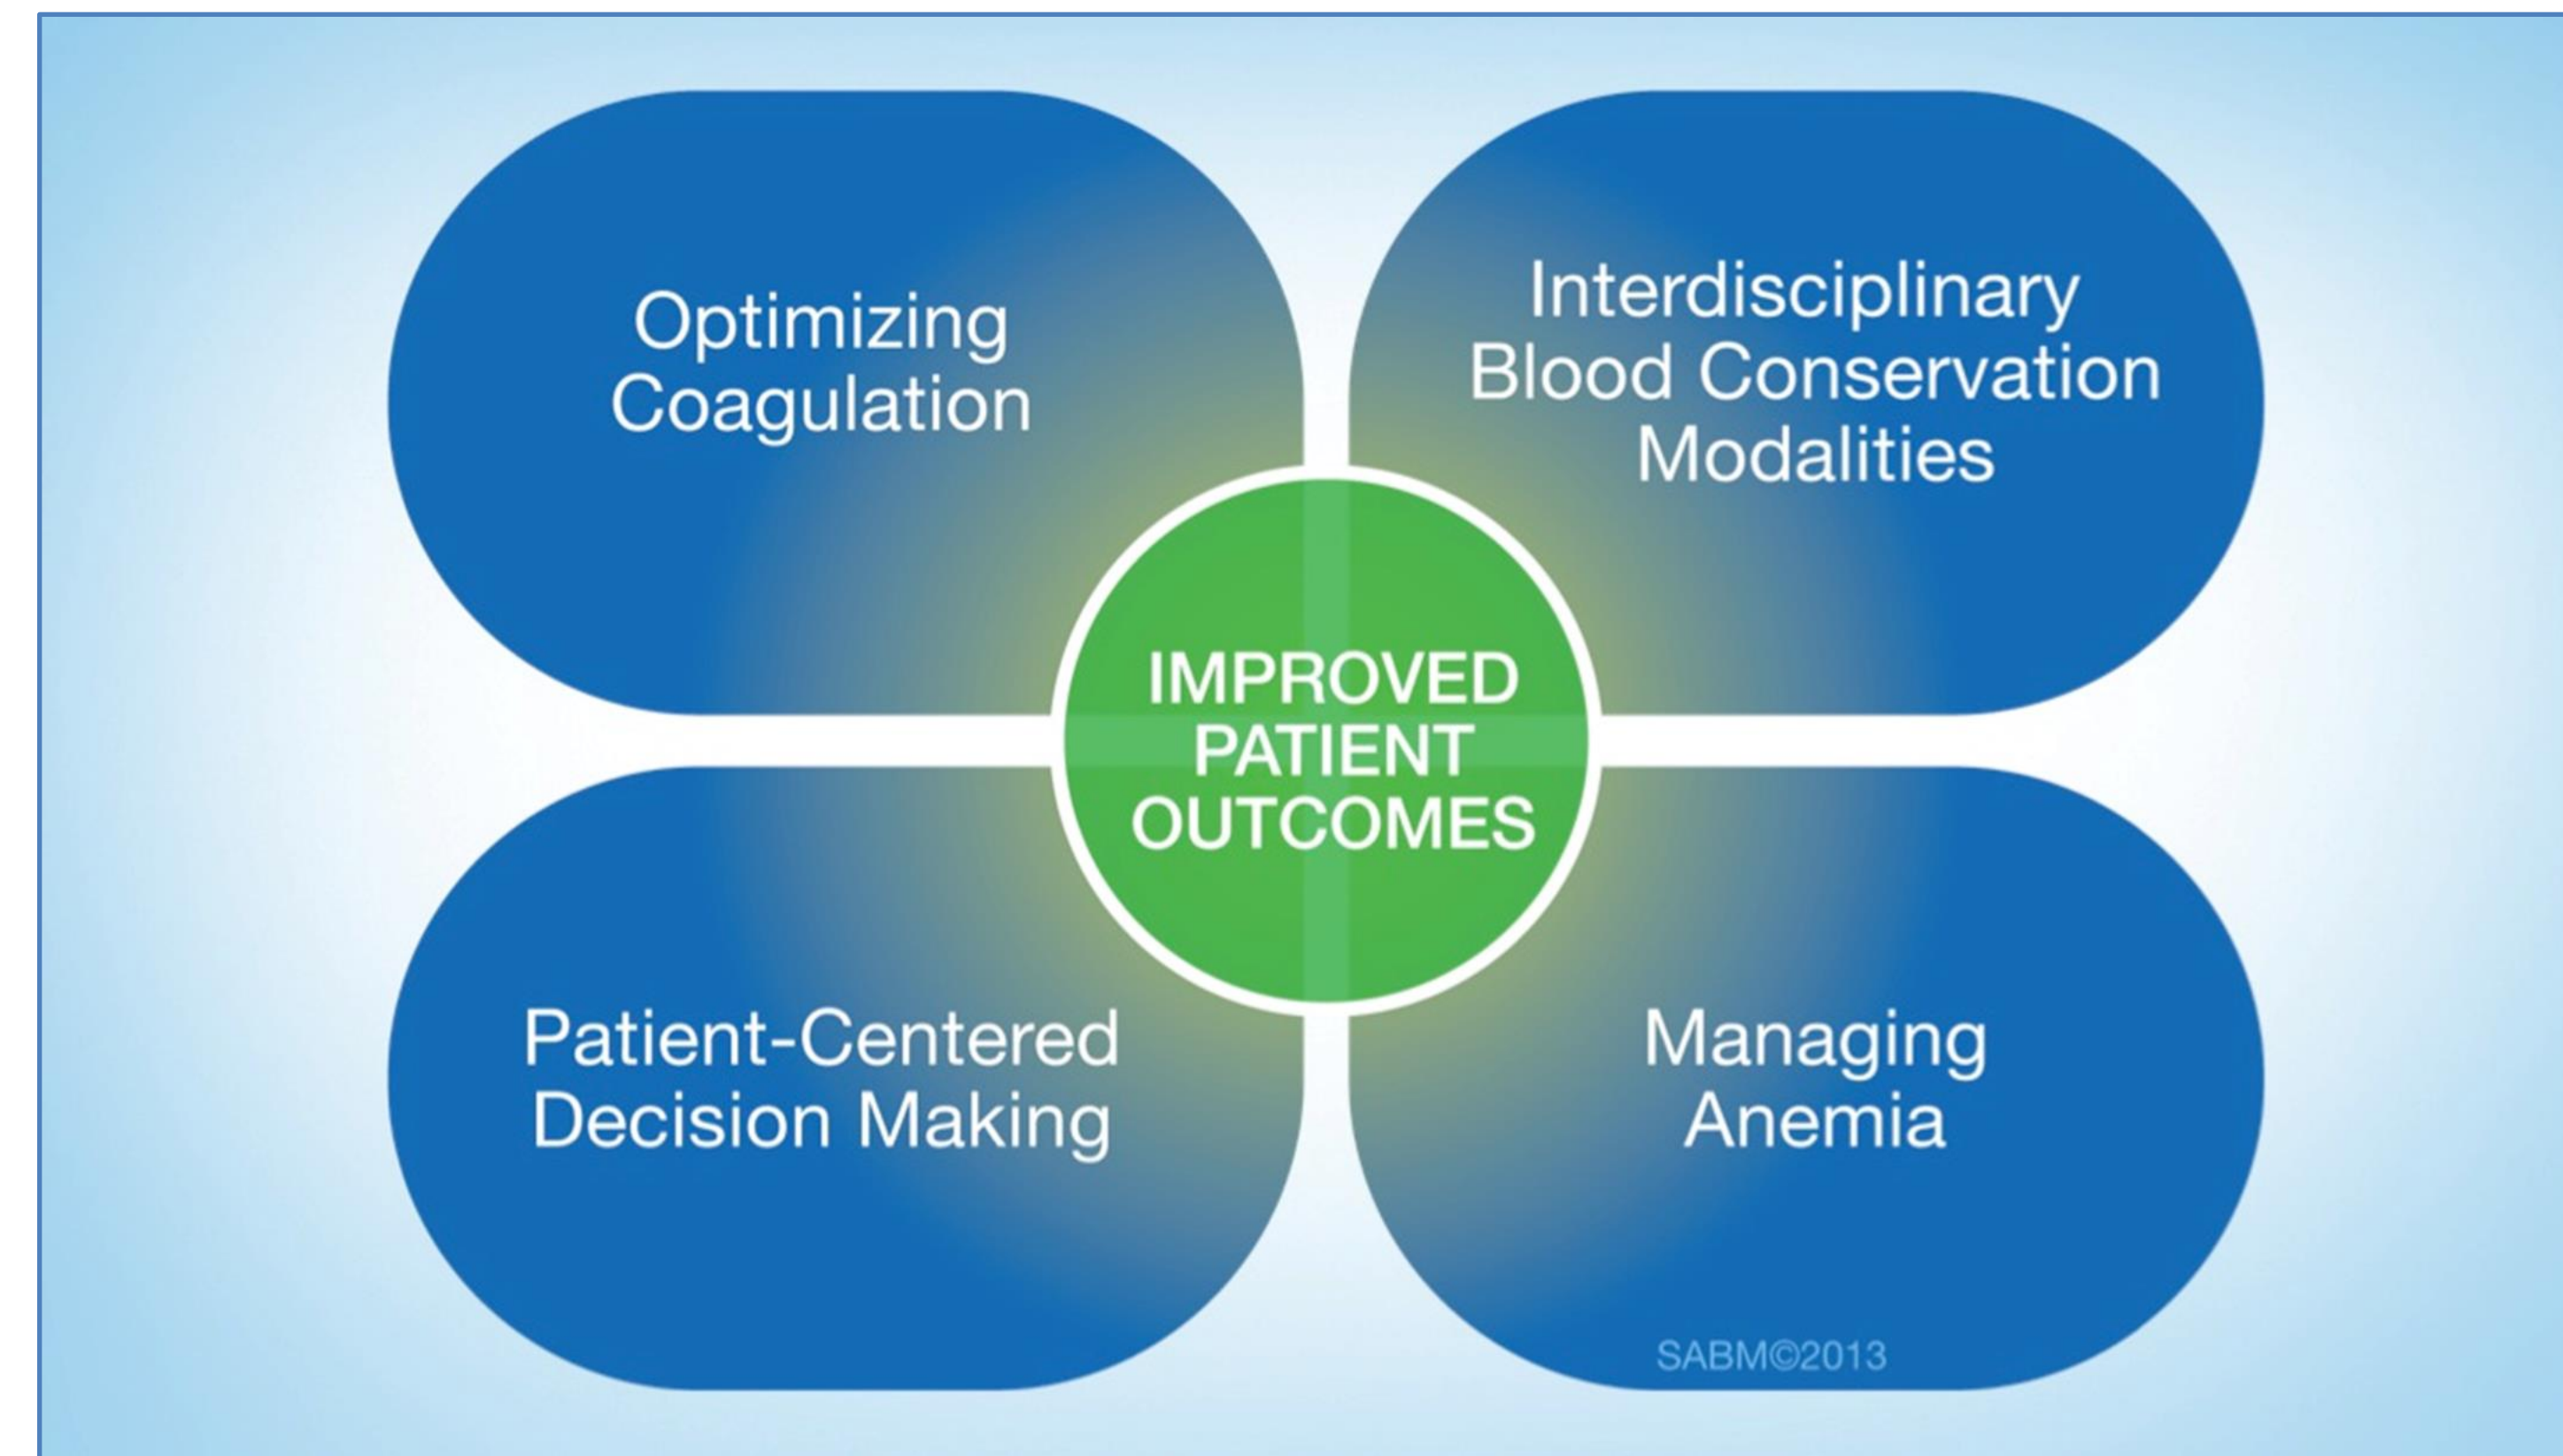 Optimizing
Coagulation
Interdisciplinary
Blood Conservation
Modalities
IMPROVED
PATIENT
OUTCOMES
Patient-Centered
Decision Making
Managing
Anemia
SABM©2013